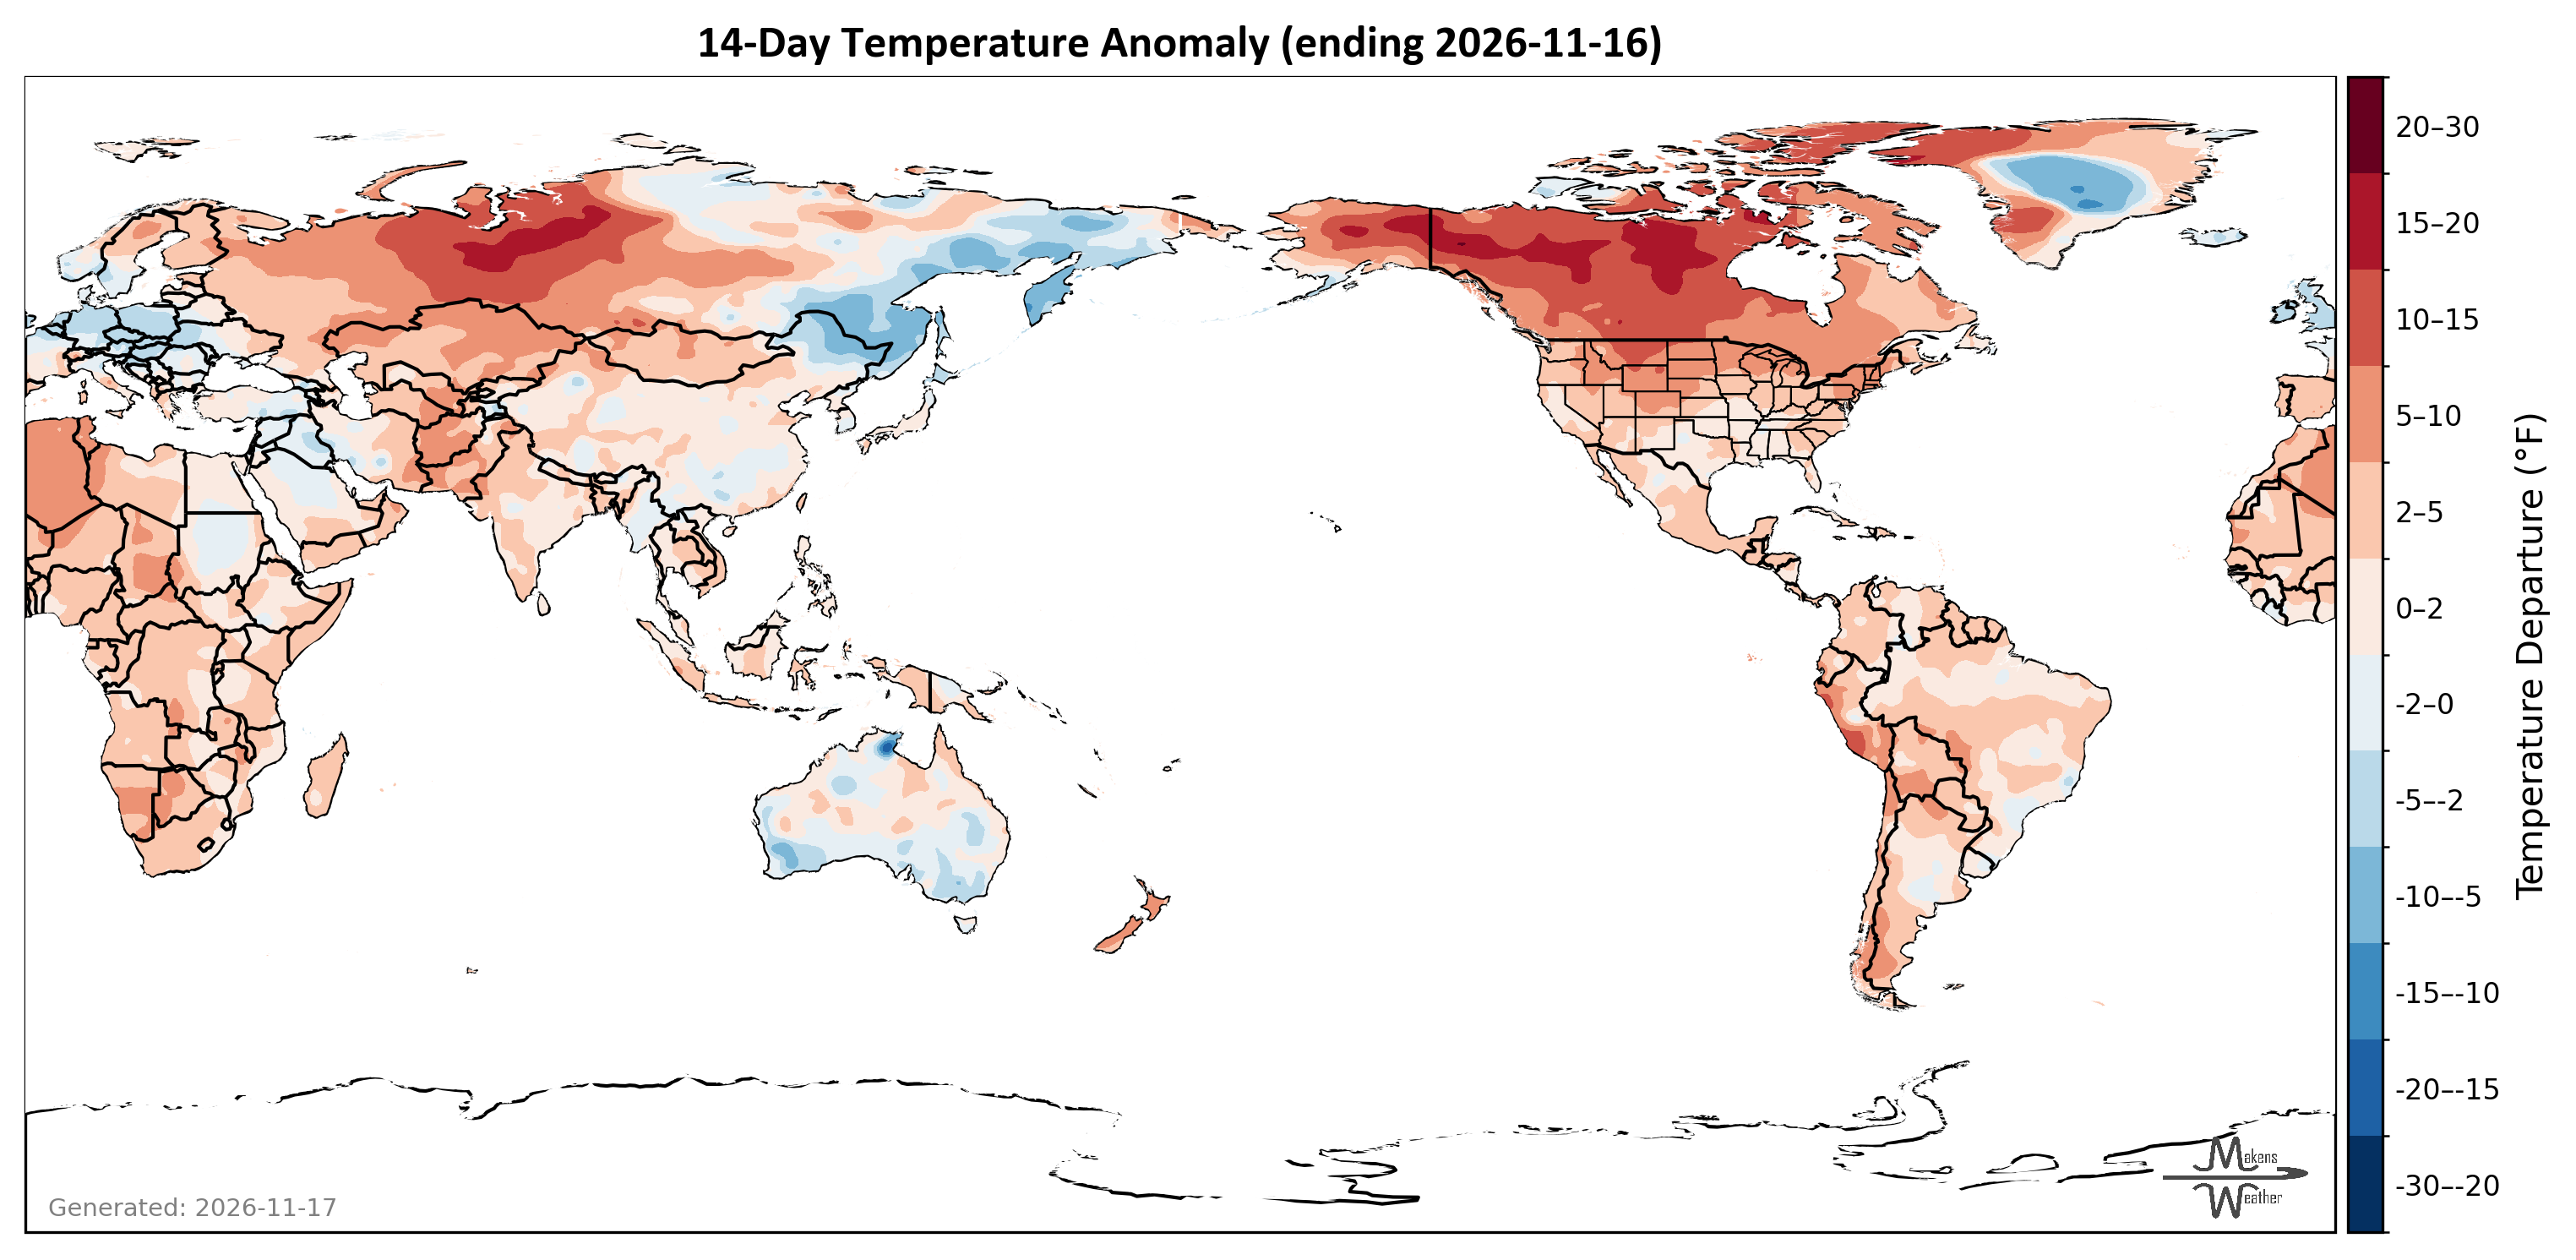 14-Day Temperature Anomaly (ending 2026-11-16)
20–30
15–20
10–15
5–10
2–5
0–2
-2–0
-5–-2
-10–-5
-15–-10
-20–-15
-30–-20
Temperature Departure (°F)
Generated: 2026-11-17
Makens
Weather